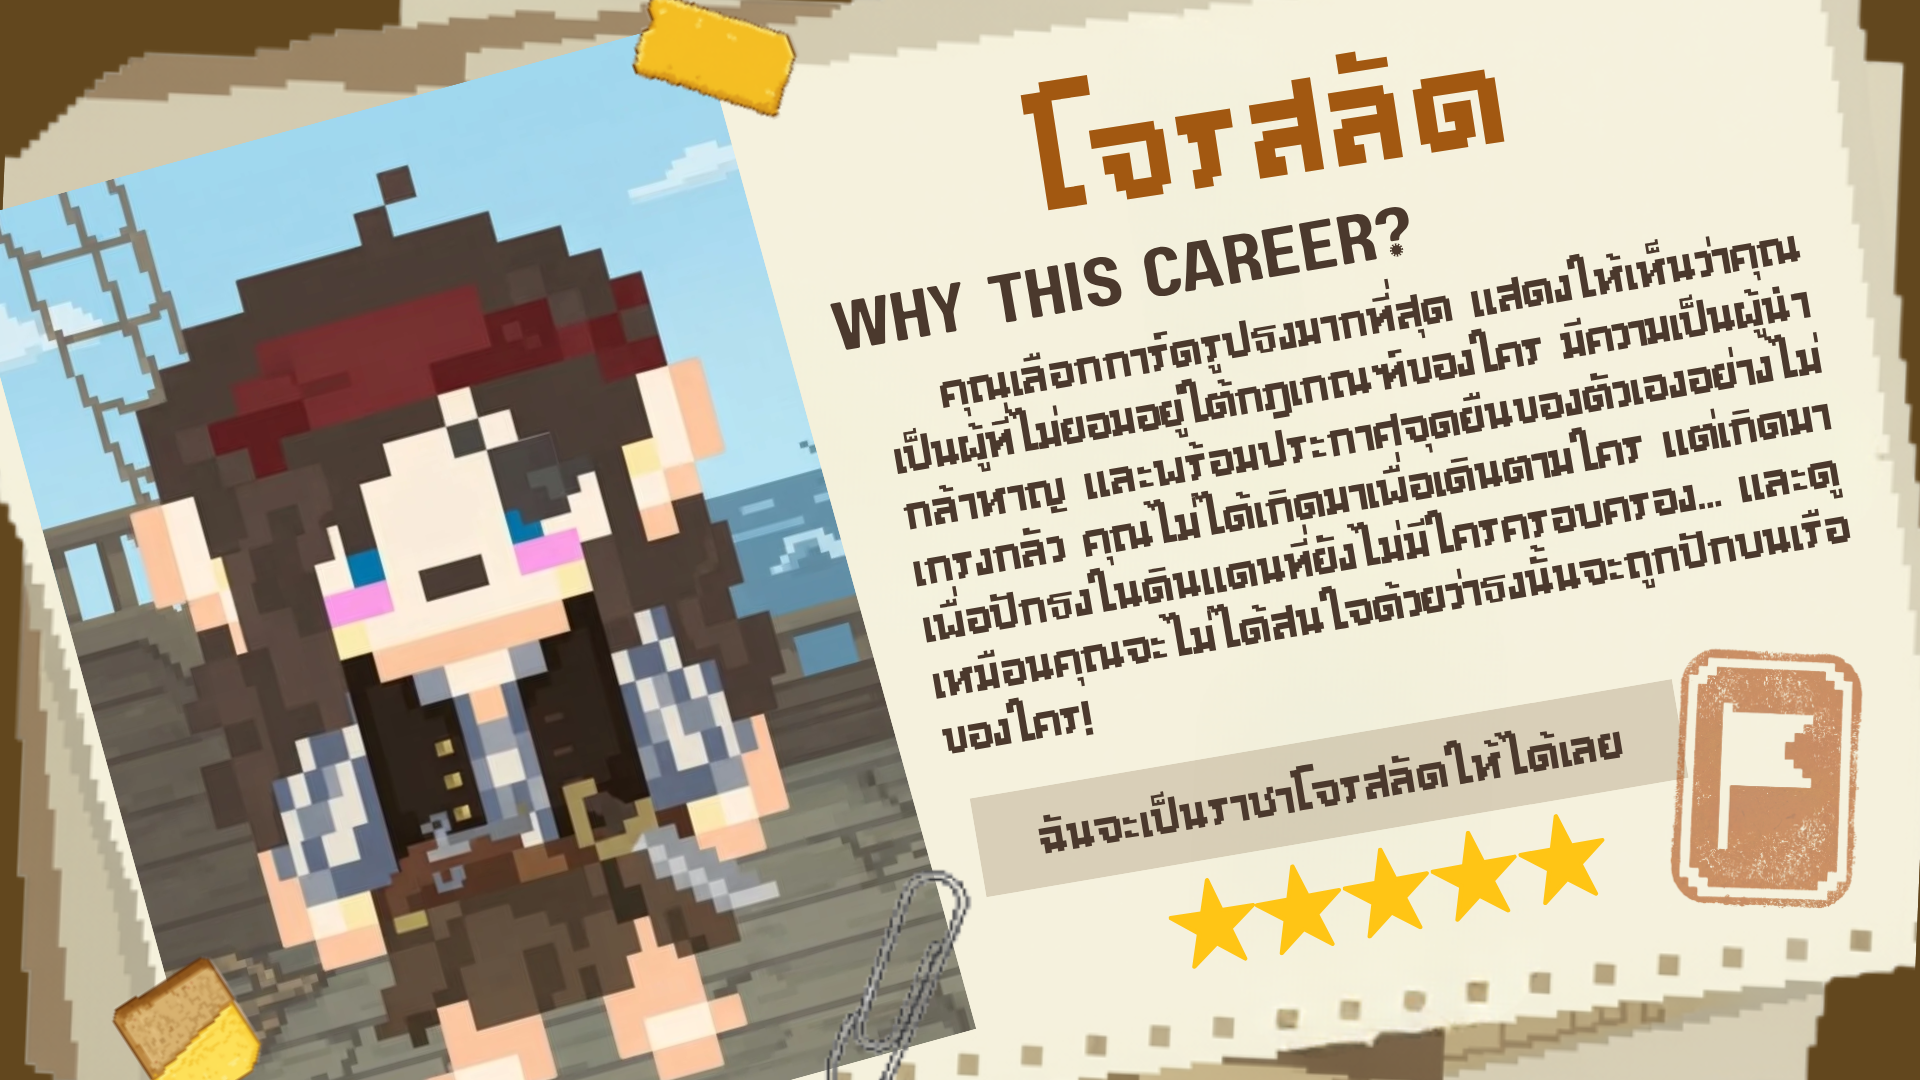 โจรสลัด
WHY THIS CAREER?
คุณเลือกการ์ดรูปธงมากที่สุด แสดงให้เห็นว่าคุณ
เป็นผู้ที่ไม่ยอมอยู่ใต้กฎเกณฑ์ของใคร มีความเป็นผู้นำ
กล้าหาญ และพร้อมประกาศจุดยืนของตัวเองอย่างไม่
เกรงกลัว คุณไม่ได้เกิดมาเพื่อเดินตามใคร แต่เกิดมา
เพื่อปักธงในดินแดนที่ยังไม่มีใครครอบครอง... และดู
เหมือนคุณจะไม่ได้สนใจด้วยว่าธงนั้นจะถูกปักบนเรือ
ของใคร!
ฉันจะเป็นราชาโจรสลัดให้ได้เลย